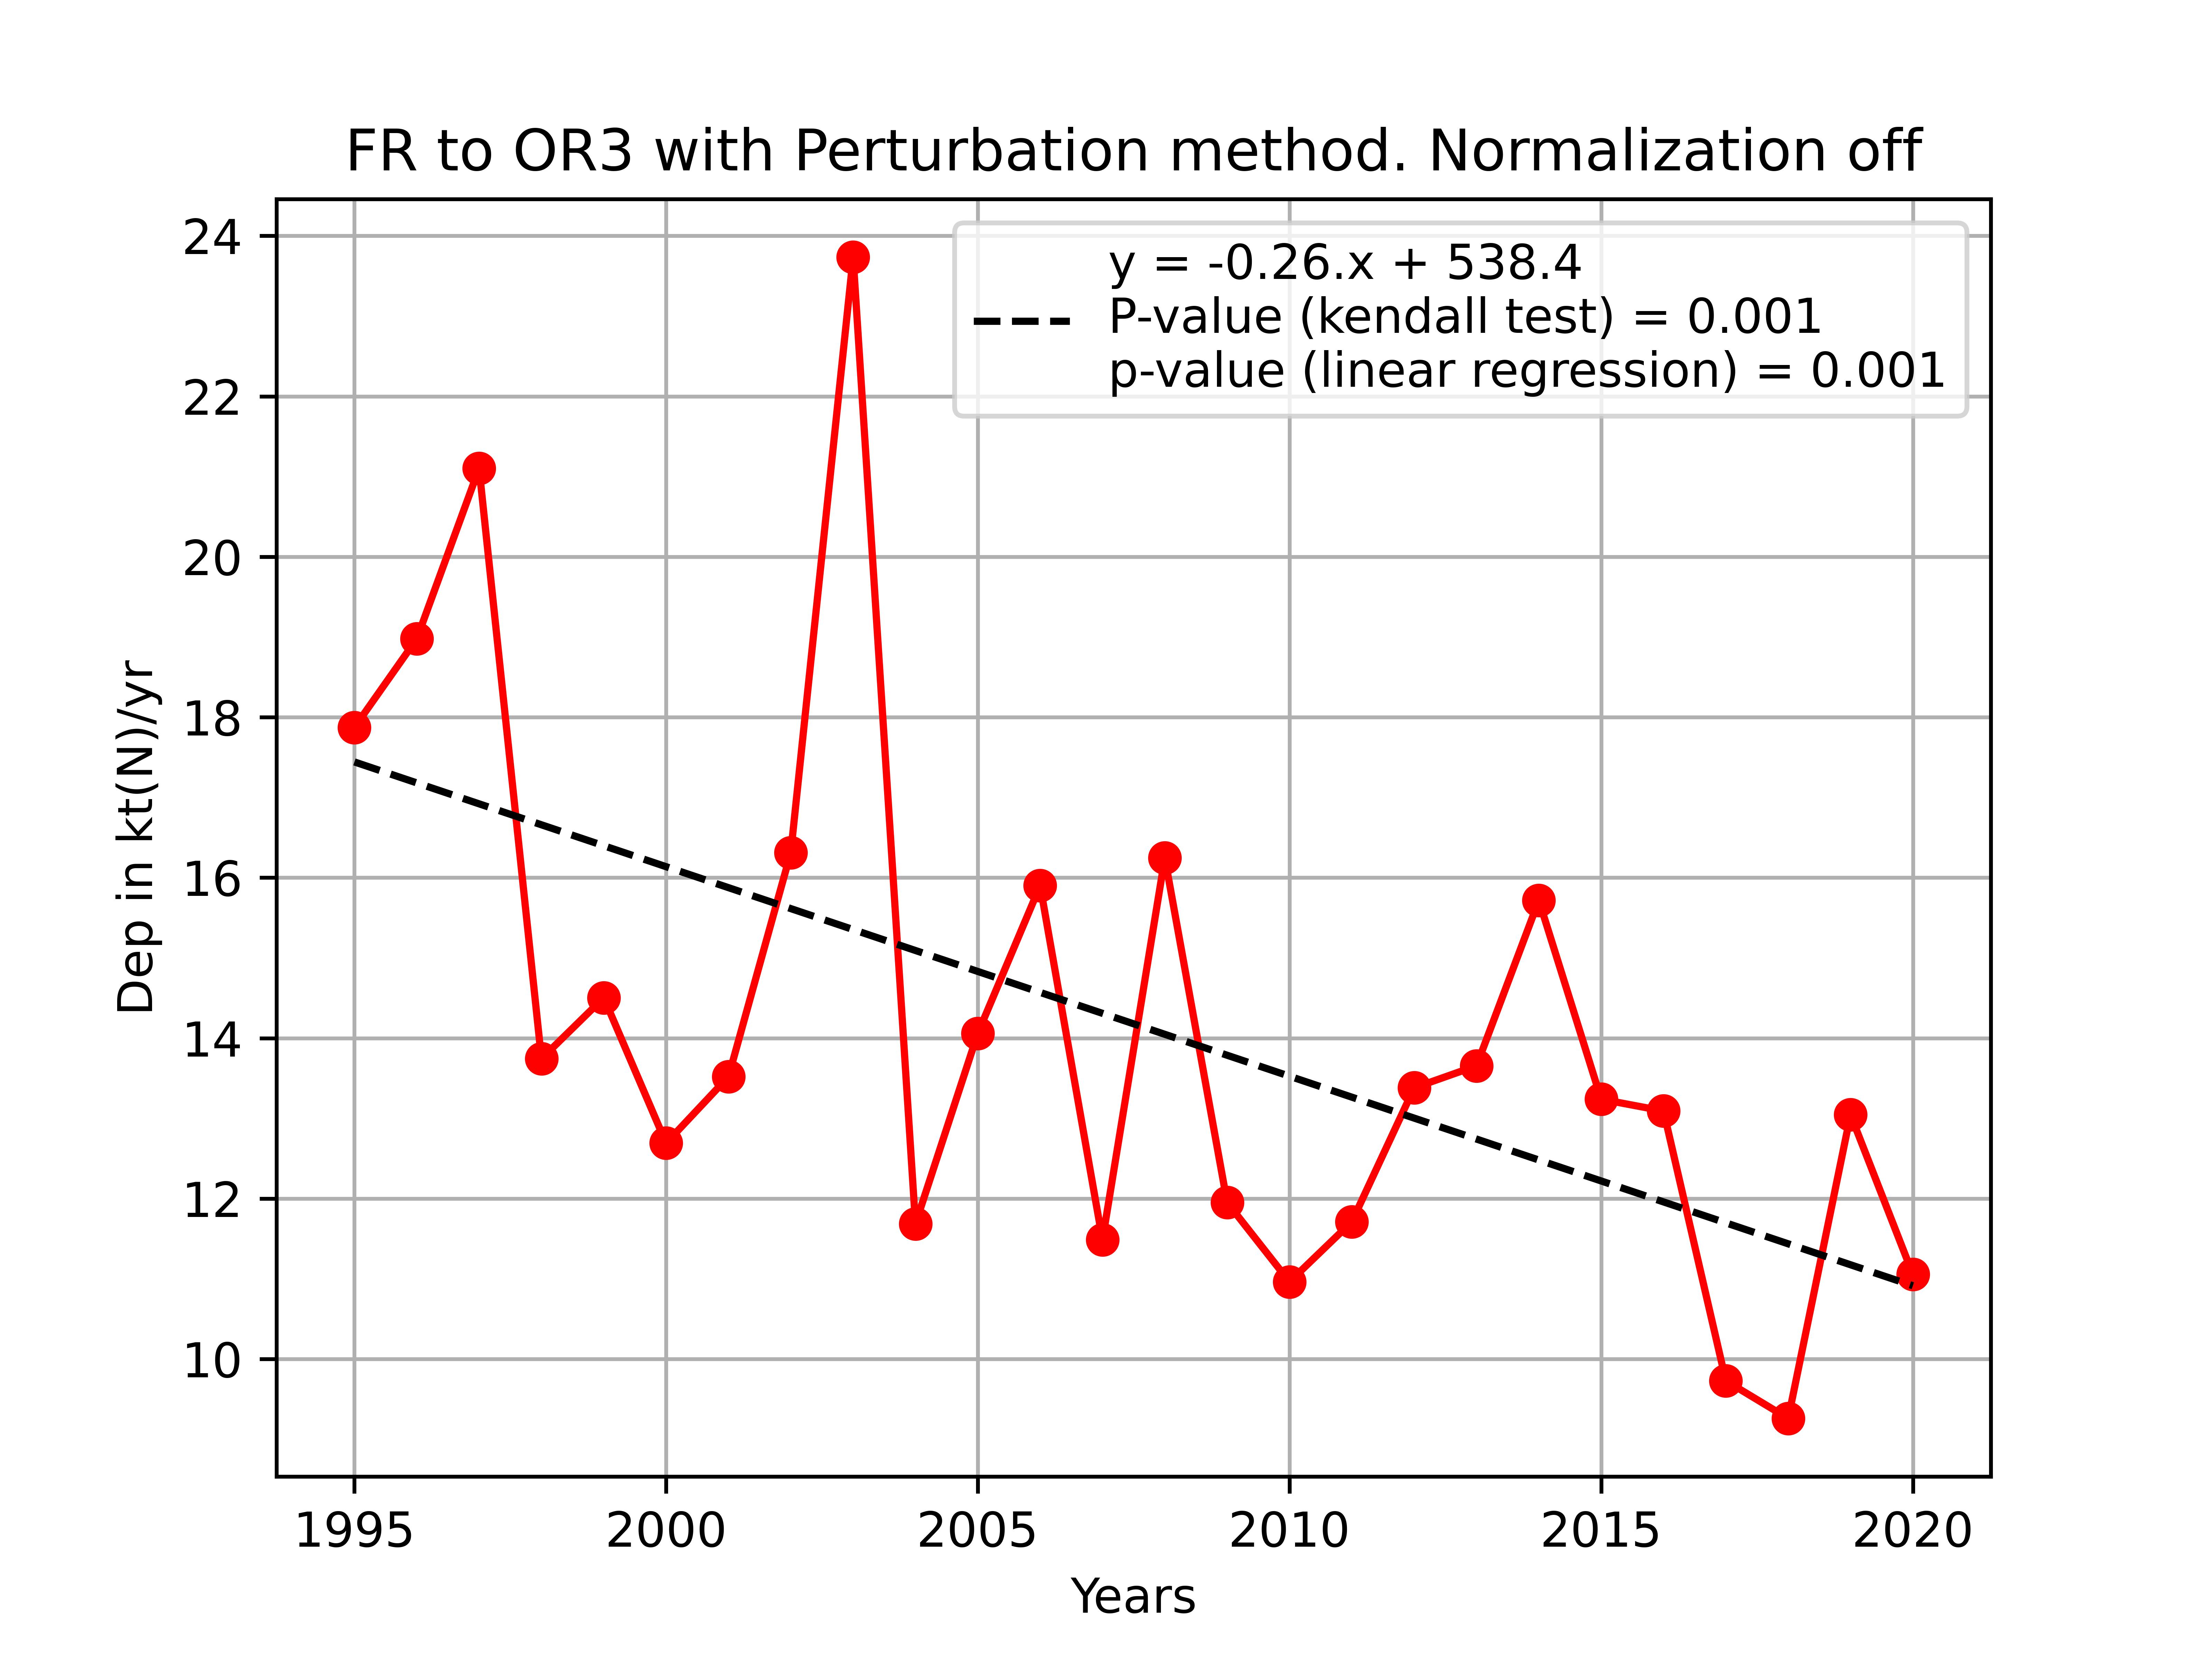 FR to OR3 with Perturbation method. Normalization off
y = -0.26.x + 538.4
P-value (kendall test) = 0.001
p-value (linear regression) = 0.001
Dep in kt(N)/yr
24
22
20
18
16
14
12
10
1995 2000 2005 2010 2015 2020
Years